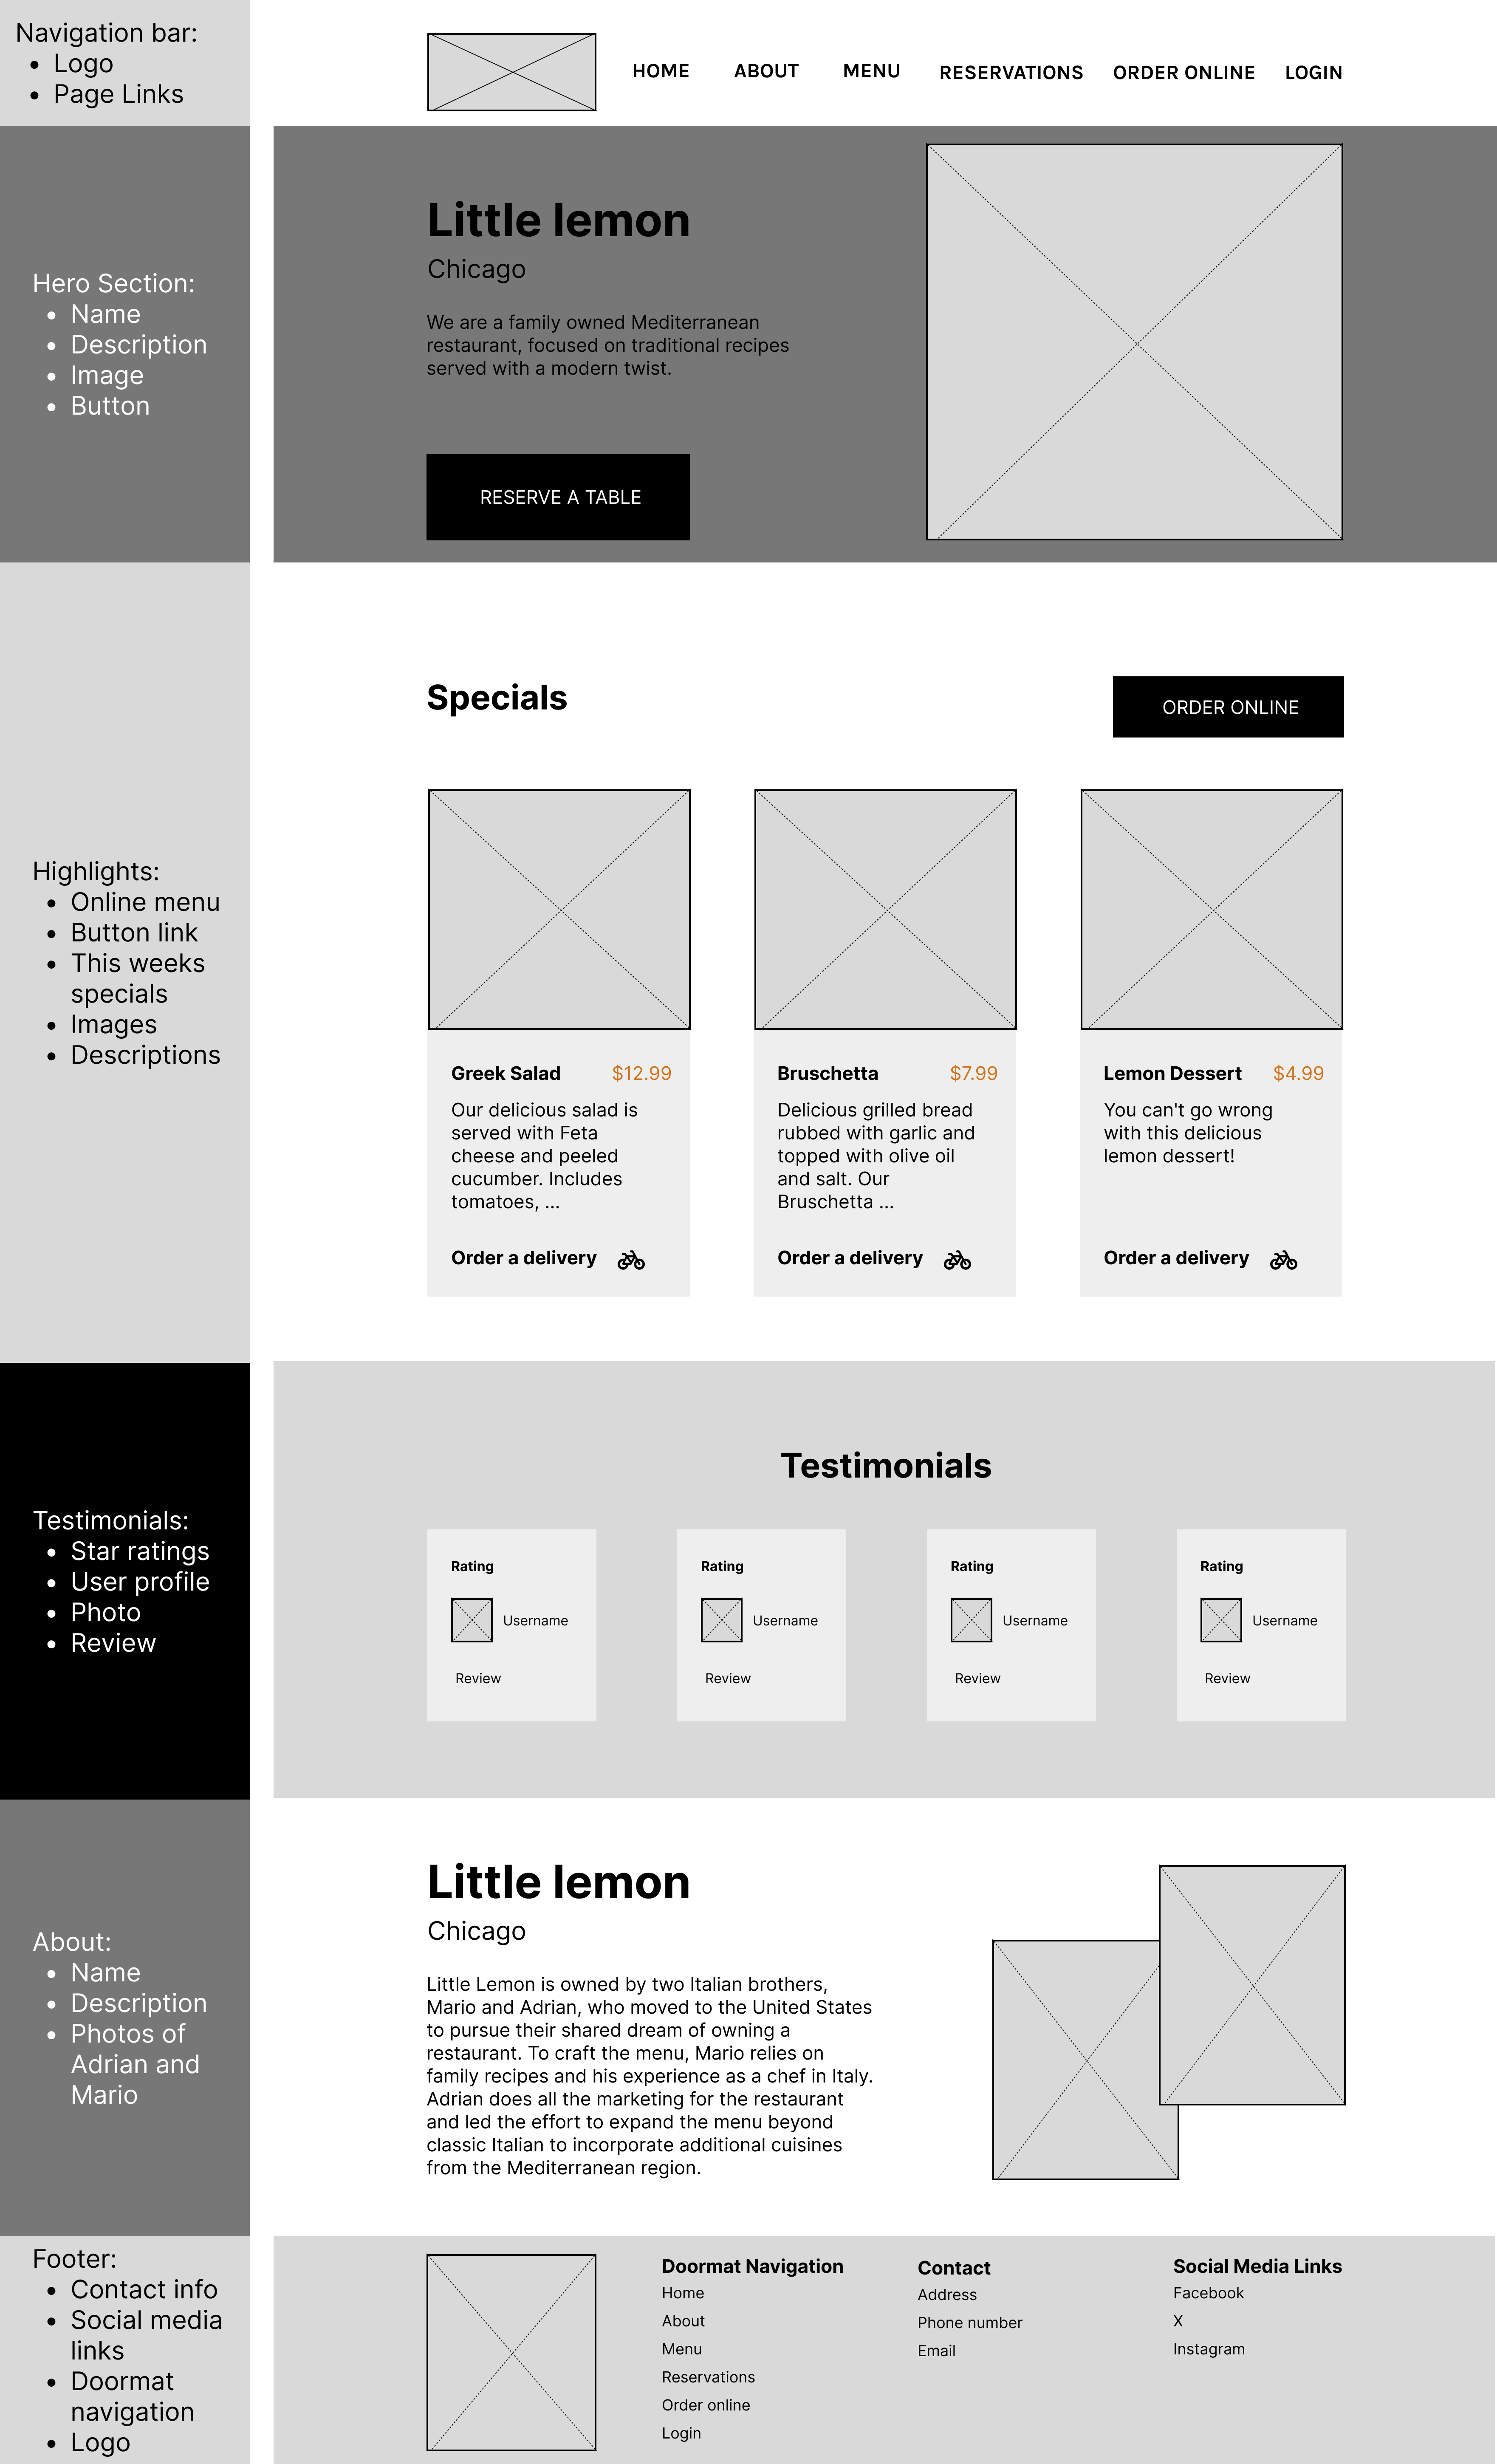 Navigation bar:
• Logo
• Page Links
HOME ABOUT MENU RESERVATIONS ORDER ONLINE LOGIN
Hero Section:
• Name
• Description
• Image
• Button
Little lemon
Chicago
We are a family owned Mediterranean
restaurant, focused on traditional recipes
served with a modern twist.
RESERVE A TABLE
Highlights:
• Online menu
• Button link
• This weeks
specials
• Images
• Descriptions
Specials
ORDER ONLINE
Greek Salad $12.99
Our delicious salad is
served with Feta
cheese and peeled
cucumber. Includes
tomatoes, ...
Order a delivery
Bruschetta $7.99
Delicious grilled bread
rubbed with garlic and
topped with olive oil
and salt. Our
Bruschetta ...
Order a delivery
Lemon Dessert $4.99
You can't go wrong
with this delicious
lemon dessert!
Order a delivery
Testimonials:
• Star ratings
• User profile
• Photo
• Review
Testimonials
Rating
Username
Review
Rating
Username
Review
Rating
Username
Review
Rating
Username
Review
About:
• Name
• Description
• Photos of
Adrian and
Mario
Little lemon
Chicago
Little Lemon is owned by two Italian brothers,
Mario and Adrian, who moved to the United States
to pursue their shared dream of owning a
restaurant. To craft the menu, Mario relies on
family recipes and his experience as a chef in Italy.
Adrian does all the marketing for the restaurant
and led the effort to expand the menu beyond
classic Italian to incorporate additional cuisines
from the Mediterranean region.
Footer:
• Contact info
• Social media
links
• Doormat
navigation
• Logo
Doormat Navigation
Home
About
Menu
Reservations
Order online
Login
Contact
Address
Phone number
Email
Social Media Links
Facebook
X
Instagram